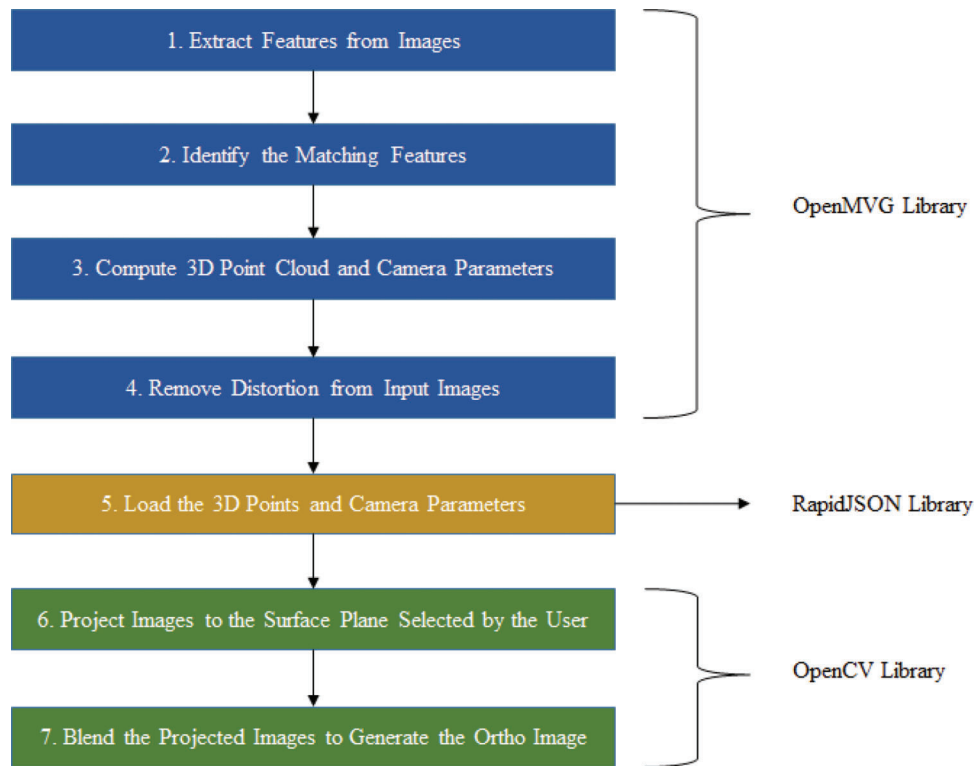 1. Extract Features from Images
2. Identify the Matching Features
3. Compute 3D Point Cloud and Camera Parameters
4. Remove Distortion from Input Images
OpenMVG Library
5. Load the 3D Points and Camera Parameters
RapidJSON Library
6. Project Images to the Surface Plane Selected by the User
7. Blend the Projected Images to Generate the Ortho Image
OpenCV Library